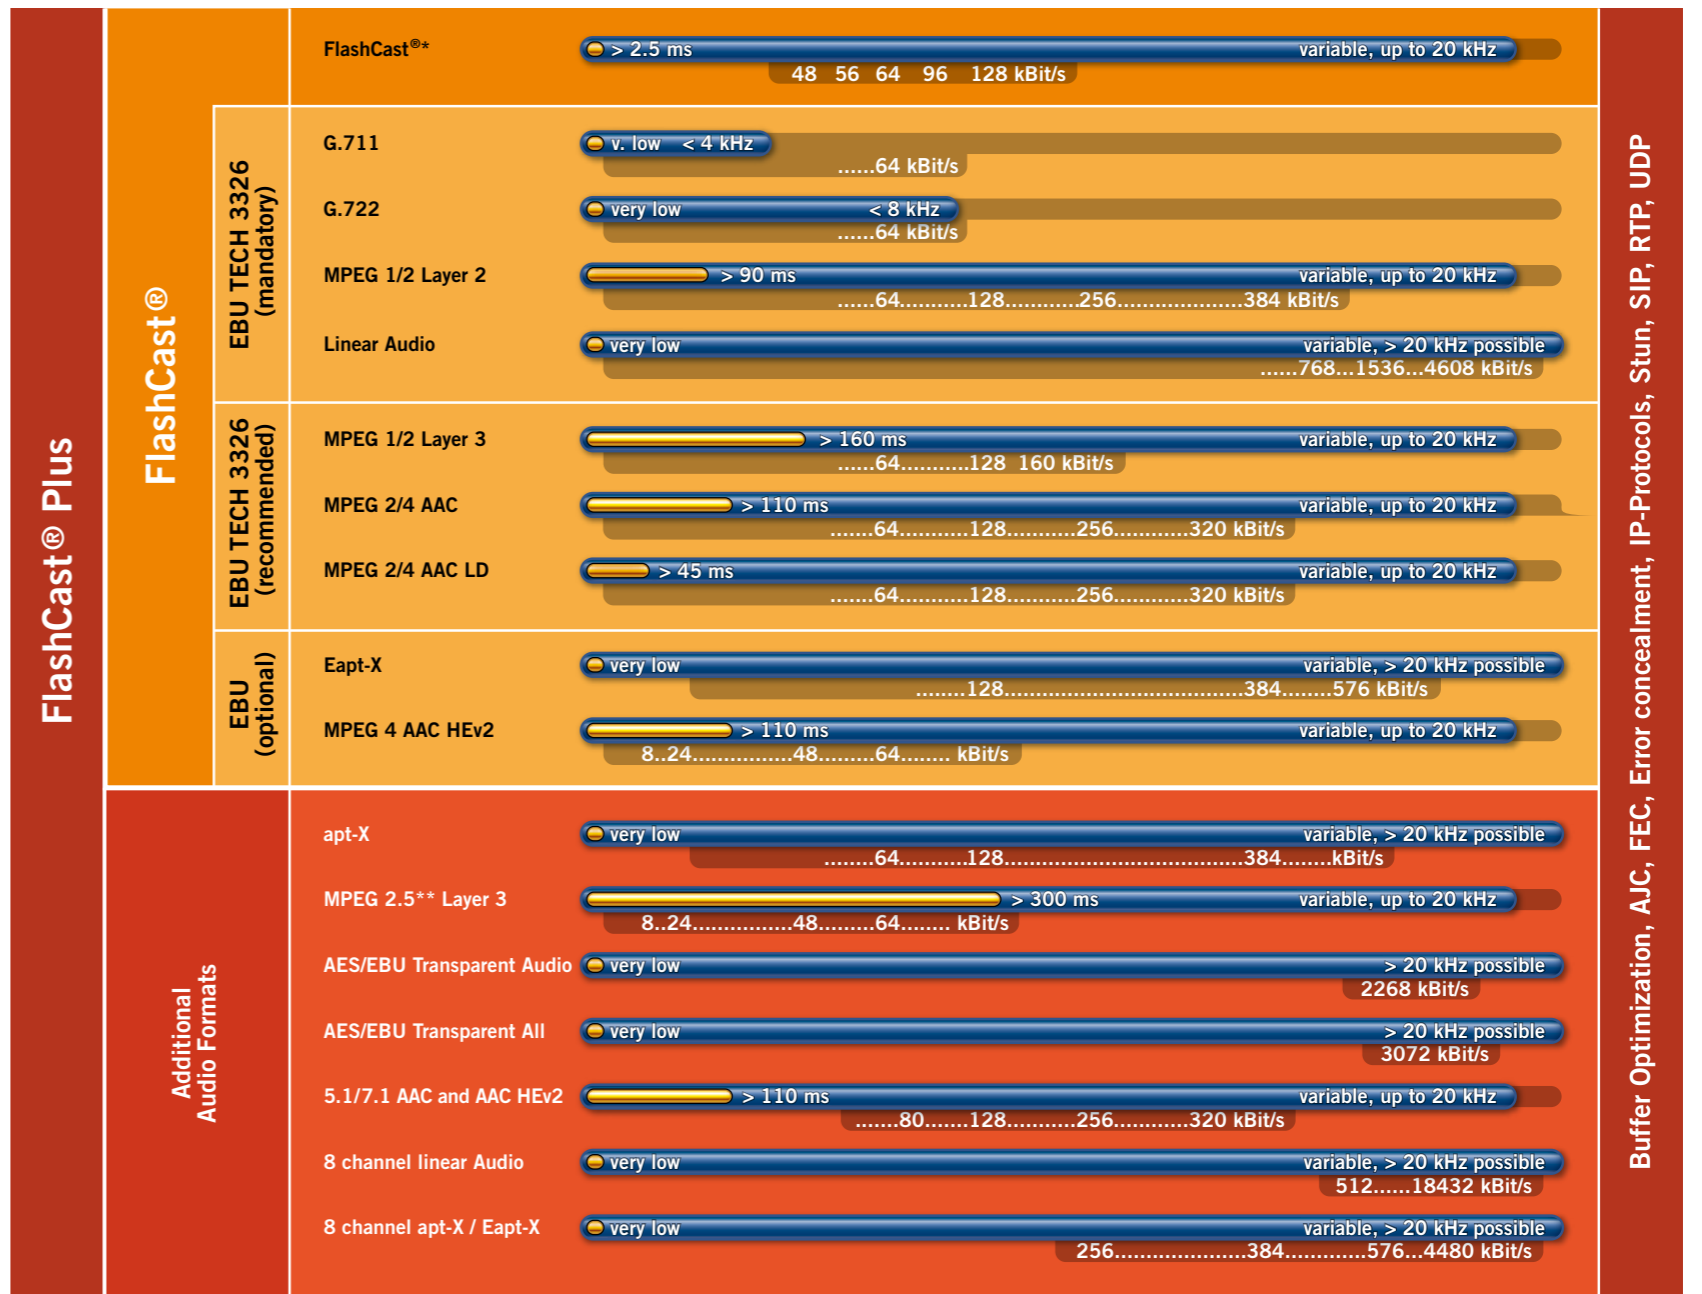 FlashCast® Plus
FlashCast®
FlashCast®*
> 2.5 ms
variable, up to 20 kHz
48 56 64 96 128 kBit/s
EBU TECH 3326
(mandatory)
G.711
v. low < 4 kHz
......64 kBit/s
G.722
very low < 8 kHz
......64 kBit/s
MPEG 1/2 Layer 2
> 90 ms
variable, up to 20 kHz
......64...........128............256....................384 kBit/s
Linear Audio
very low
variable, > 20 kHz possible
......768...1536...4608 kBit/s
EBU TECH 3326
(recommended)
MPEG 1/2 Layer 3
> 160 ms
variable, up to 20 kHz
......64...........128 160 kBit/s
MPEG 2/4 AAC
> 110 ms
variable, up to 20 kHz
.......64...........128...........256............320 kBit/s
MPEG 2/4 AAC LD
> 45 ms
variable, up to 20 kHz
.......64...........128...........256............320 kBit/s
EBU
(optional)
Eapt-X
very low
variable, > 20 kHz possible
........128......................................384........576 kBit/s
MPEG 4 AAC HEv2
> 110 ms
variable, up to 20 kHz
8..24................48.........64........ kBit/s
Additional
Audio Formats
apt-X
very low
variable, > 20 kHz possible
........64...........128......................................384........kBit/s
MPEG 2.5** Layer 3
> 300 ms
variable, up to 20 kHz
8..24................48.........64........ kBit/s
AES/EBU Transparent Audio
very low
> 20 kHz possible
2268 kBit/s
AES/EBU Transparent All
very low
> 20 kHz possible
3072 kBit/s
5.1/7.1 AAC and AAC HEv2
> 110 ms
variable, up to 20 kHz
.......80.......128...........256............320 kBit/s
8 channel linear Audio
very low
variable, > 20 kHz possible
512......18432 kBit/s
8 channel apt-X / Eapt-X
very low
variable, > 20 kHz possible
256.....................384.............576...4480 kBit/s
Buffer Optimization, AJC, FEC, Error concealment, IP-Protocols, Stun, SIP, RTP, UDP